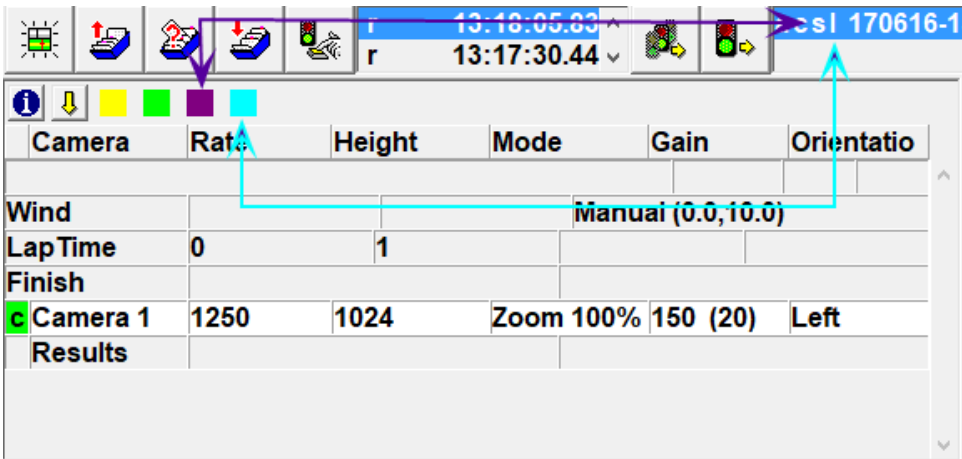 r 13:18:05.83
r 13:17:30.44
csl 170616-1
Camera Rate Height Mode Gain Orientatio
Wind Manual (0.0,10.0)
LapTime 0 1
Finish
c Camera 1 1250 1024 Zoom 100% 150 (20) Left
Results